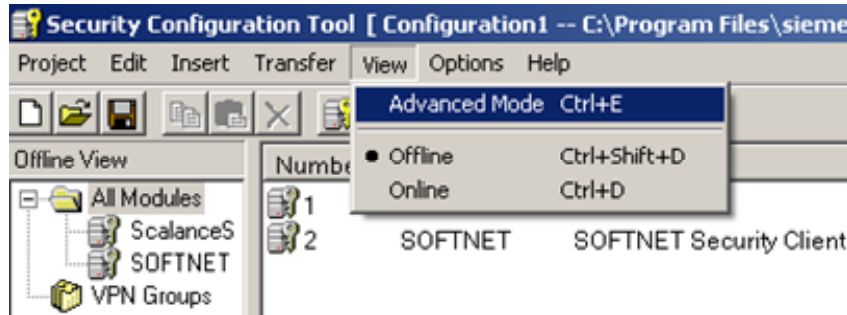 Security Configuration Tool [ Configuration1 -- C:\Program Files\sieme
Project Edit Insert Transfer View Options Help
Advanced Mode Ctrl+E
Offline Ctrl+Shift+D
Online Ctrl+D
Offline View
All Modules
ScalanceS
SOFTNET
VPN Groups
Numbe
1
2 SOFTNET SOFTNET Security Client